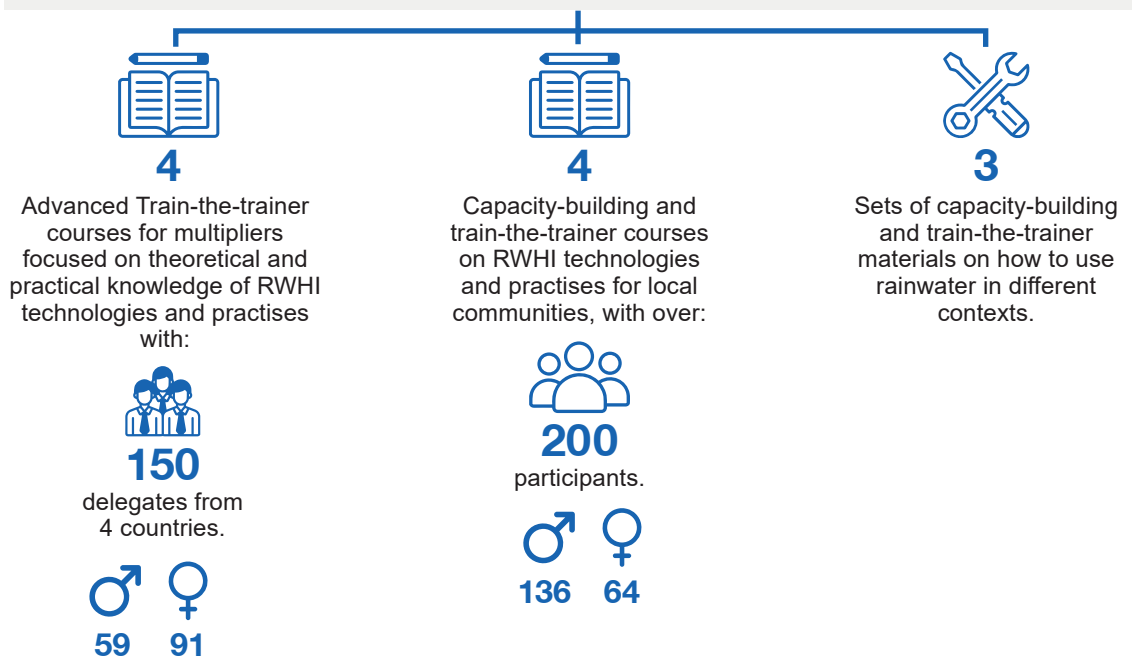 4
Advanced Train-the-trainer
courses for multipliers
focused on theoretical and
practical knowledge of RWHI
technologies and practises
with:
150
delegates from
4 countries.
59 91
4
Capacity-building and
train-the-trainer courses
on RWHI technologies
and practises for local
communities, with over:
200
participants.
136 64
3
Sets of capacity-building
and train-the-trainer
materials on how to use
rainwater in different
contexts.